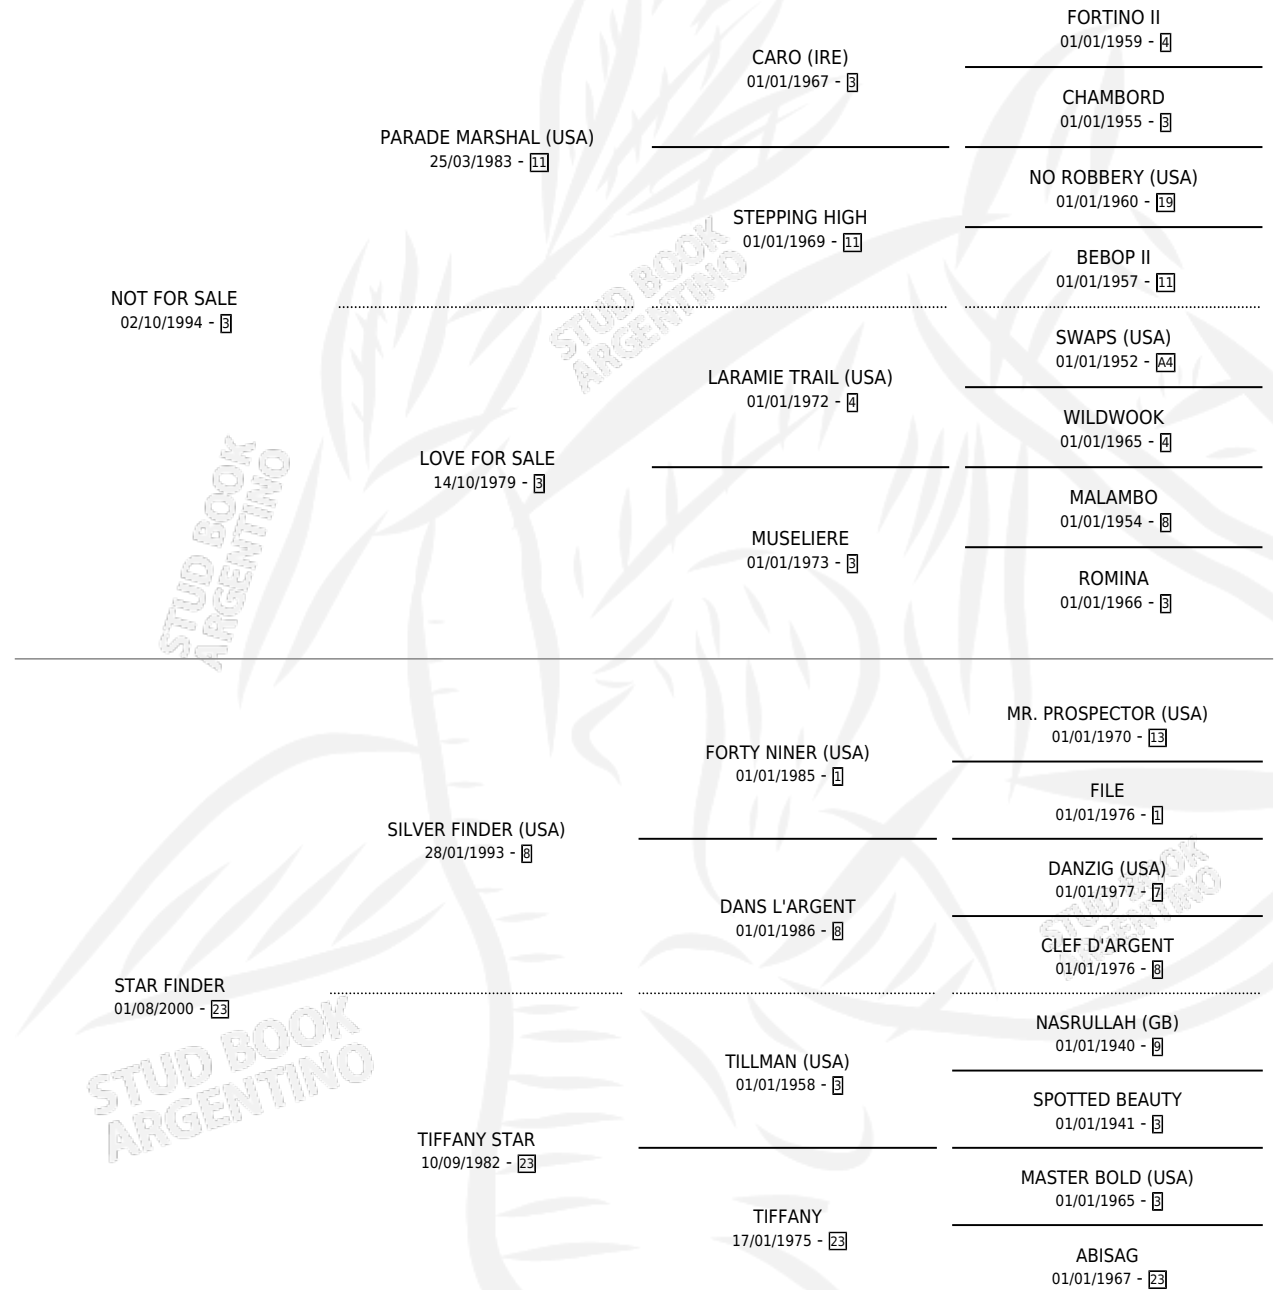 FORTINO II
01/01/1959 - 4
CARO (IRE)
01/01/1967 - 3
CHAMBORD
01/01/1955 - 3
PARADE MARSHAL (USA)
25/03/1983 - 11
NO ROBBERY (USA)
01/01/1960 - 19
STEPPING HIGH
01/01/1969 - 11
BEBOP II
01/01/1957 - 11
NOT FOR SALE
02/10/1994 - 3
SWAPS (USA)
01/01/1952 - A4
LARAMIE TRAIL (USA)
01/01/1972 - 4
WILDWOOK
01/01/1965 - 4
LOVE FOR SALE
14/10/1979 - 3
MALAMBO
01/01/1954 - 8
MUSELIERE
01/01/1973 - 3
ROMINA
01/01/1966 - 3
MR. PROSPECTOR (USA)
01/01/1970 - 13
FORTY NINER (USA)
01/01/1985 - 1
FILE
01/01/1976 - 1
SILVER FINDER (USA)
28/01/1993 - 8
DANZIG (USA)
01/01/1977 - 7
DANS L'ARGENT
01/01/1986 - 8
CLEF D'ARGENT
01/01/1976 - 8
STAR FINDER
01/08/2000 - 23
NASRULLAH (GB)
01/01/1940 - 9
TILLMAN (USA)
01/01/1958 - 3
SPOTTED BEAUTY
01/01/1941 - 3
TIFFANY STAR
10/09/1982 - 23
MASTER BOLD (USA)
01/01/1965 - 3
TIFFANY
17/01/1975 - 23
ABISAG
01/01/1967 - 23
STUD BOOK
ARGENTINO
STUD BOOK
ARGENTINO
STUD BOOK
ARGENTINO
STUD BOOK
ARGENTINO